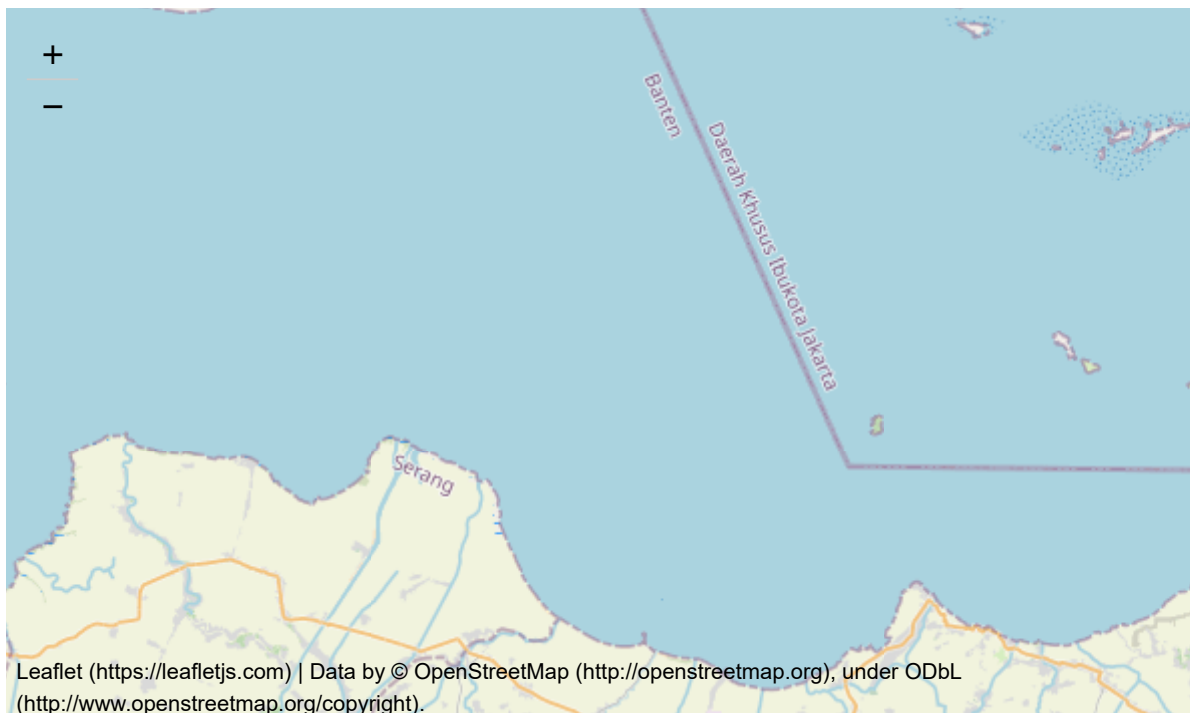 +
−
Banten
Daerah Khusus Ibukota Jakarta
Serang
Leaflet (https://leafletjs.com) | Data by © OpenStreetMap (http://openstreetmap.org), under ODbL
(http://www.openstreetmap.org/copyright).